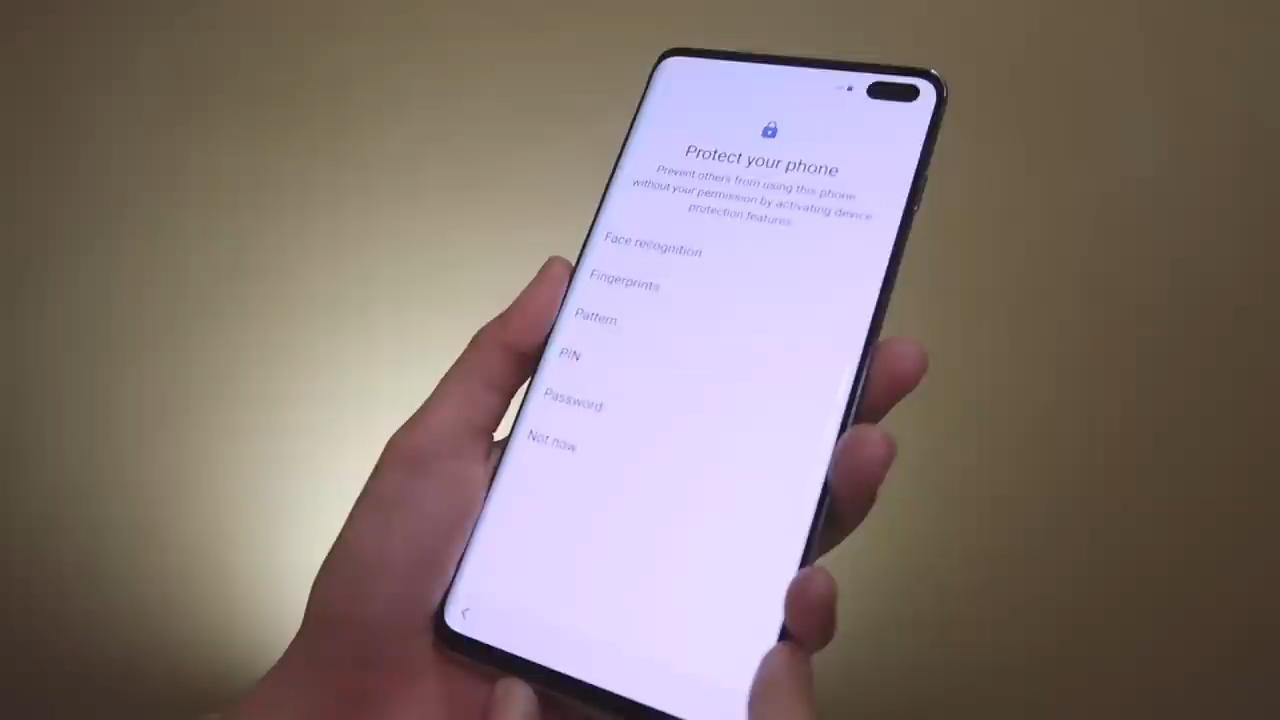 Protect your phone
Prevent others from using this phone
without your permission by activating device
protection features.
Face recognition
Fingerprints
Pattern
PIN
Password
Not now